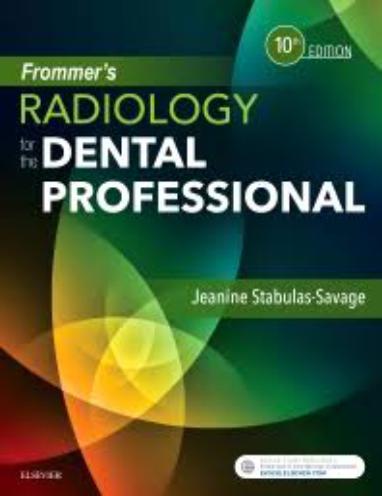 10th EDITION
Frommer's
RADIOLOGY
for the DENTAL
PROFESSIONAL
Jeanine Stabulas-Savage
ELSEVIER